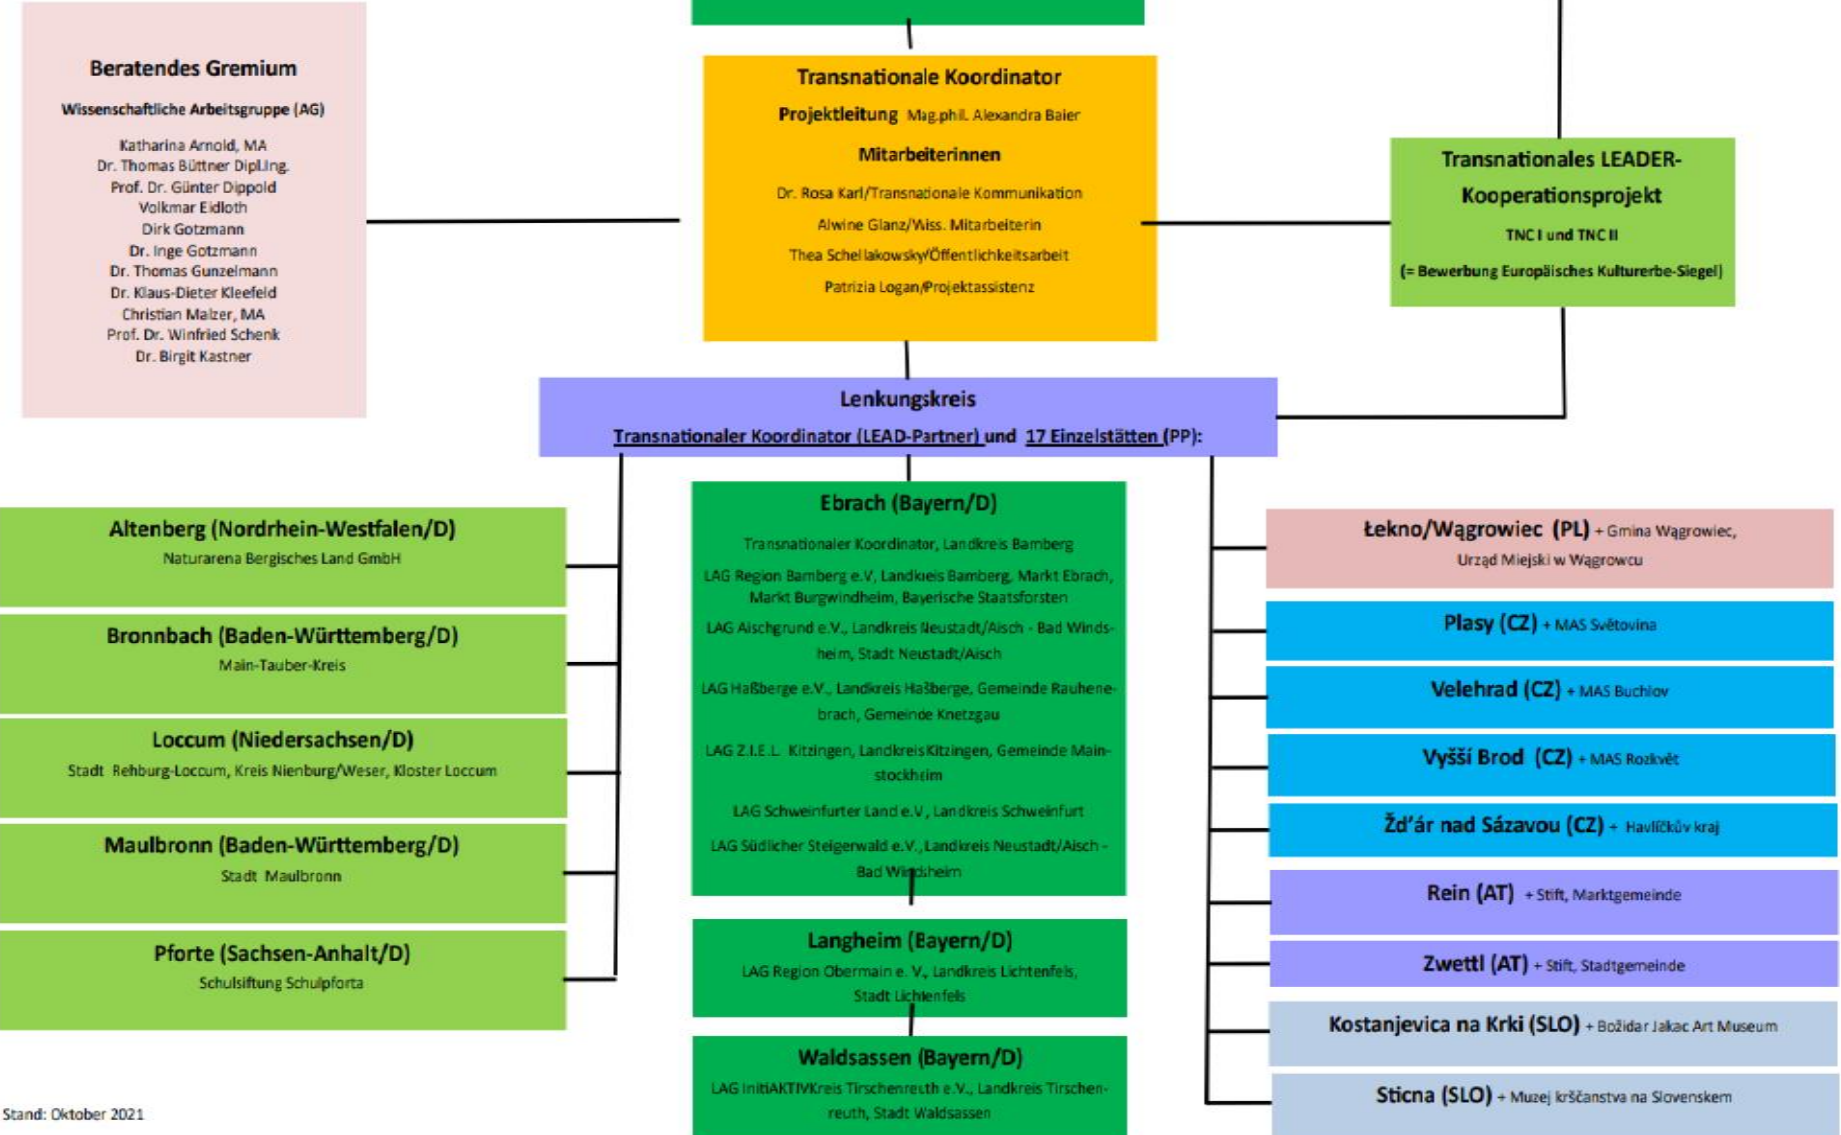 Beratendes Gremium
Wissenschaftliche Arbeitsgruppe (AG)
Katharina Arnold, MA
Dr. Thomas Büttner Dipl.Ing.
Prof. Dr. Günter Dippold
Volkmar Eidloth
Dirk Gotzmann
Dr. Inge Gotzmann
Dr. Thomas Gunzelmann
Dr. Klaus-Dieter Kleefeld
Christian Malzer, MA
Prof. Dr. Winfried Schenk
Dr. Birgit Kastner
Transnationale Koordinator
Projektleitung Mag.phil. Alexandra Baier
Mitarbeiterinnen
Dr. Rosa Karl/Transnationale Kommunikation
Alwine Glanz/Wiss. Mitarbeiterin
Thea Schellakowsky/Öffentlichkeitsarbeit
Patrizia Logan/Projektassistenz
Transnationales LEADER-
Kooperationsprojekt
TNC I und TNC II
(= Bewerbung Europäisches Kulturerbe-Siegel)
Lenkungskreis
Transnationaler Koordinator (LEAD-Partner) und 17 Einzelstätten (PP):
Altenberg (Nordrhein-Westfalen/D)
Naturarena Bergisches Land GmbH
Bronnbach (Baden-Württemberg/D)
Main-Tauber-Kreis
Loccum (Niedersachsen/D)
Stadt Rehburg-Loccum, Kreis Nienburg/Weser, Kloster Loccum
Maulbronn (Baden-Württemberg/D)
Stadt Maulbronn
Pforte (Sachsen-Anhalt/D)
Schulsiftung Schulpforta
Ebrach (Bayern/D)
Transnationaler Koordinator, Landkreis Bamberg
LAG Region Bamberg e.V, Landkreis Bamberg, Markt Ebrach,
Markt Burgwindheim, Bayerische Staatsforsten
LAG Aischgrund e.V., Landkreis Neustadt/Aisch - Bad Winds-
heim, Stadt Neustadt/Aisch
LAG Haßberge e.V., Landkreis Haßberge, Gemeinde Rauhene-
brach, Gemeinde Knetzgau
LAG Z.I.E.L. Kitzingen, Landkreis Kitzingen, Gemeinde Main-
stockheim
LAG Schweinfurter Land e.V, Landkreis Schweinfurt
LAG Südlicher Steigerwald e.V., Landkreis Neustadt/Aisch -
Bad Windsheim
Langheim (Bayern/D)
LAG Region Obermain e. V., Landkreis Lichtenfels,
Stadt Lichtenfels
Waldsassen (Bayern/D)
LAG InitiAKTIVKreis Tirschenreuth e.V., Landkreis Tirschen-
reuth, Stadt Waldsassen
Łekno/Wągrowiec (PL) + Gmina Wągrowiec,
Urząd Miejski w Wągrowcu
Plasy (CZ) + MAS Světovina
Velehrad (CZ) + MAS Buchlov
Vyšší Brod (CZ) + MAS Rozkvět
Žd'ár nad Sázavou (CZ) + Havlíčkův kraj
Rein (AT) + Stift, Marktgemeinde
Zwettl (AT) + Stift, Stadtgemeinde
Kostanjevica na Krki (SLO) + Božidar Jakac Art Museum
Sticna (SLO) + Muzej krščanstva na Slovenskem
Stand: Oktober 2021